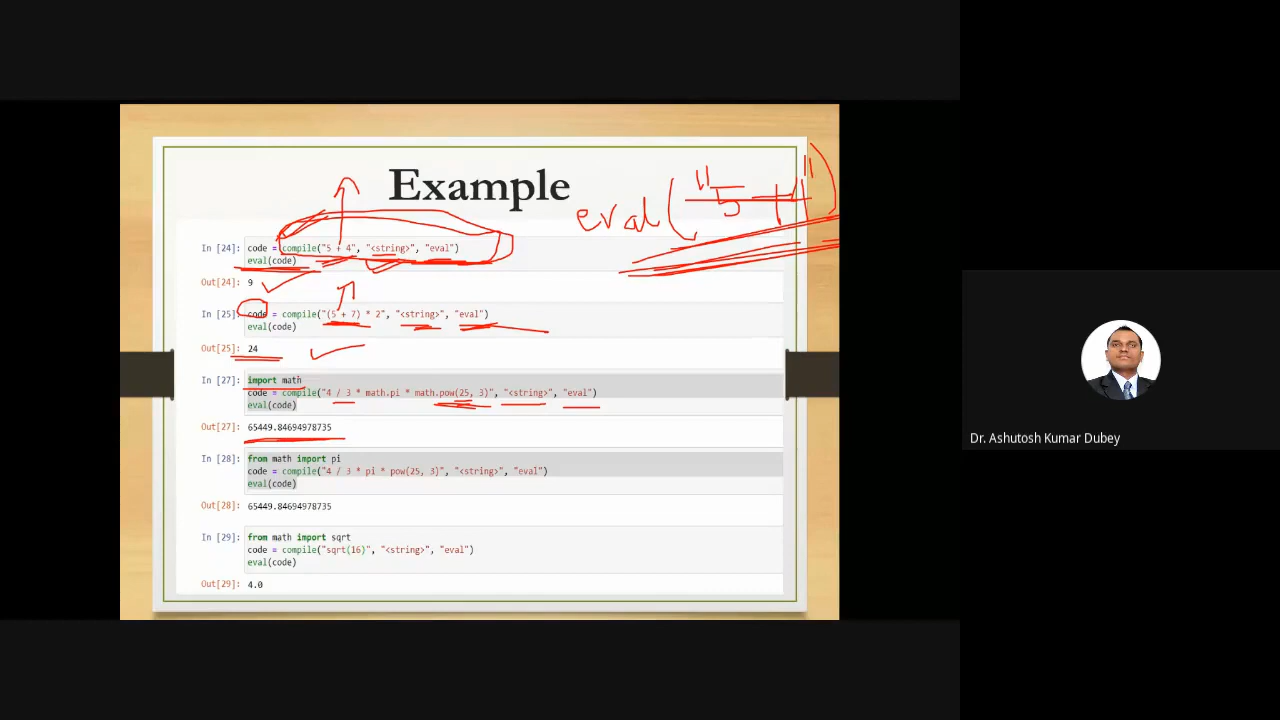 Example
eval("5+4")
In [24]: code = compile("5 + 4", "<string>", "eval")
eval(code)
Out[24]: 9
In [25]: code = compile("(5 + 7) * 2", "<string>", "eval")
eval(code)
Out[25]: 24
In [27]: import math
code = compile("4 / 3 * math.pi * math.pow(25, 3)", "<string>", "eval")
eval(code)
Out[27]: 65449.84694978735
In [28]: from math import pi
code = compile("4 / 3 * pi * pow(25, 3)", "<string>", "eval")
eval(code)
Out[28]: 65449.84694978735
In [29]: from math import sqrt
code = compile("sqrt(16)", "<string>", "eval")
eval(code)
Out[29]: 4.0
Dr. Ashutosh Kumar Dubey